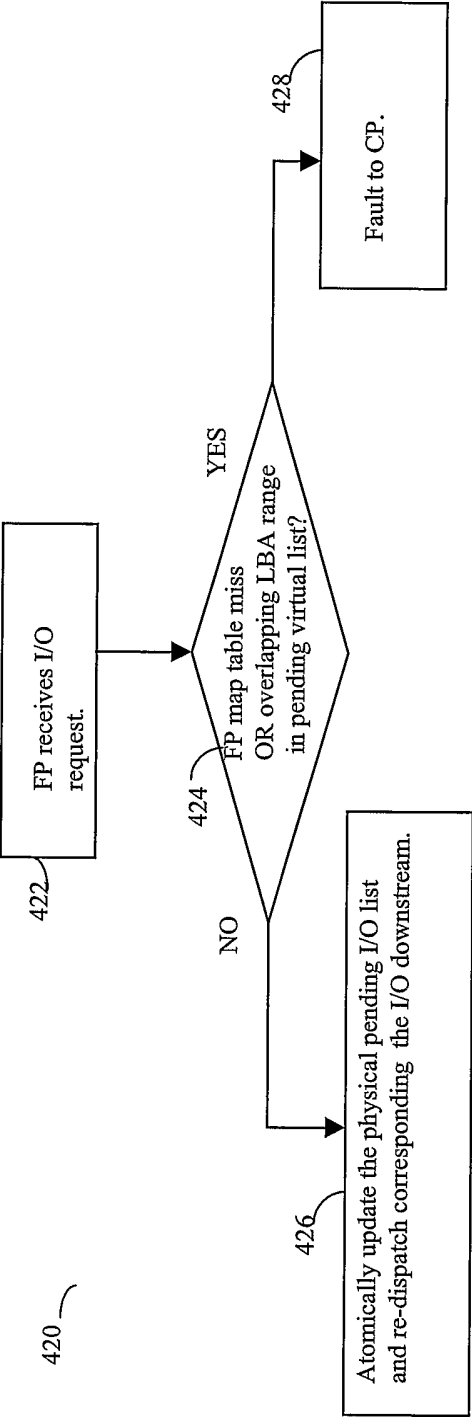 420
422
FP receives I/O
request.
424
FP map table miss
OR overlapping LBA range
in pending virtual list?
NO
YES
426
Atomically update the physical pending I/O list
and re-dispatch corresponding the I/O downstream.
428
Fault to CP.